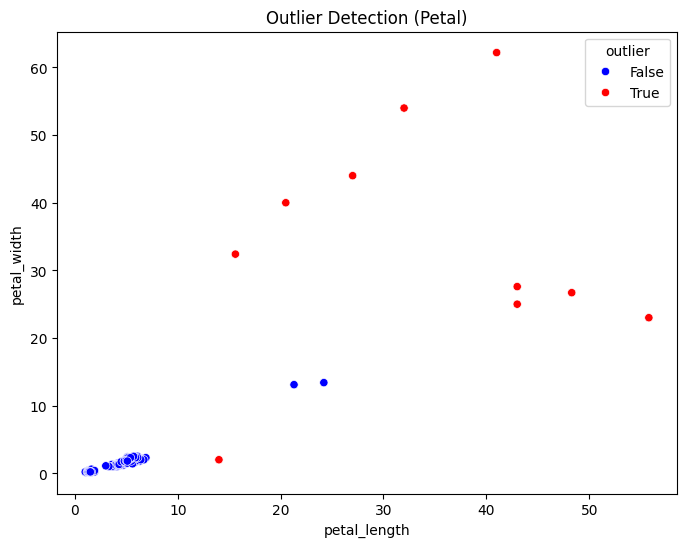 Outlier Detection (Petal)
outlier
False
True
60
50
40
30
20
10
0
petal_width
0 10 20 30 40 50
petal_length